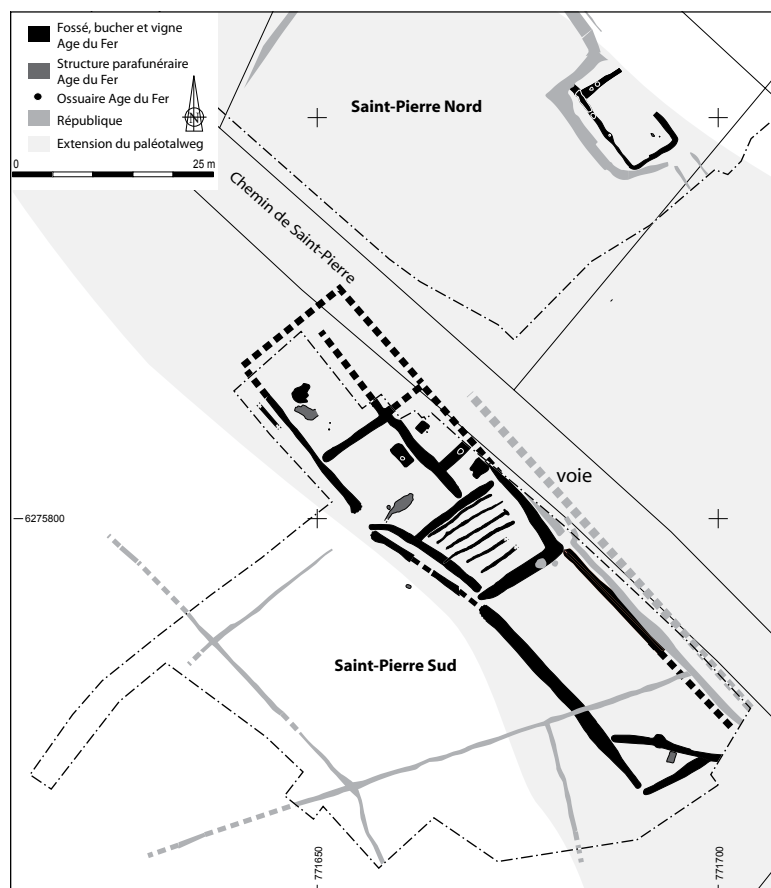 Fossé, bucher et vigne
Age du Fer
Structure parafunéraire
Age du Fer
Ossuaire Age du Fer
République
Extension du paléotalweg
N
0 25 m
Saint-Pierre Nord
Chemin de Saint-Pierre
voie
6275800
Saint-Pierre Sud
771650
771700